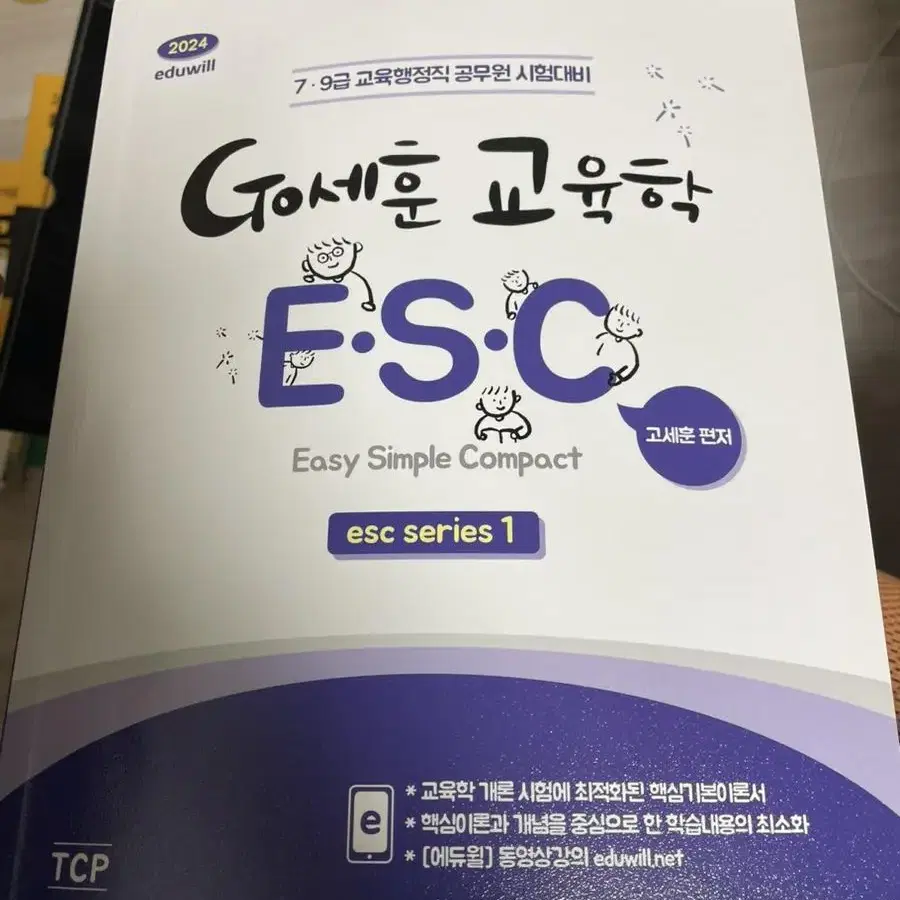 2024
eduwill
7·9급 교육행정직 공무원 시험대비
Go세훈 교육학
E·S·C
Easy Simple Compact
고세훈 편저
esc series 1
* 교육학 개론 시험에 최적화된 핵심기본이론서
e
* 핵심이론과 개념을 중심으로 한 학습내용의 최소화
* [에듀윌] 동영상강의 eduwill.net
TCP